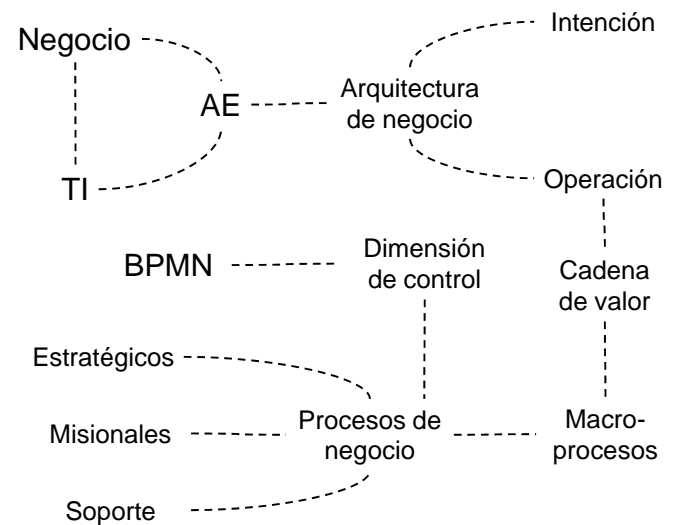 Intención
Negocio
Arquitectura
de negocio
AE
Operación
TI
Dimensión
de control
BPMN
Cadena
de valor
Estratégicos
Procesos de
negocio
Macro-
procesos
Misionales
Soporte